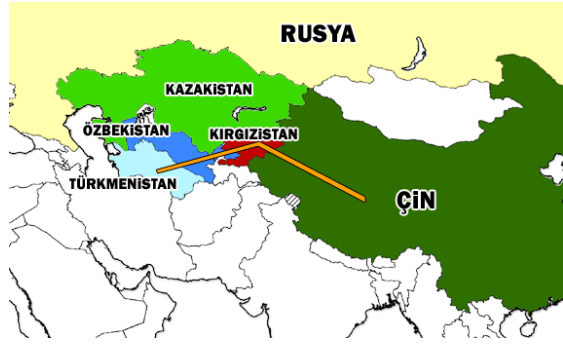 RUSYA
KAZAKİSTAN
ÖZBEKİSTAN
KIRGIZİSTAN
TÜRKMENİSTAN
ÇİN